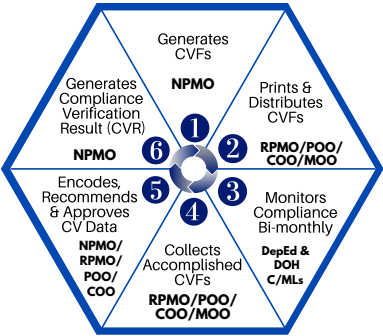 Generates
CVFs
NPMO
1
Prints &
Distributes
CVFs
RPMO/POO/
COO/MOO
2
Monitors
Compliance
Bi-monthly
DepEd &
DOH
C/MLs
3
Collects
Accomplished
CVFs
RPMO/POO/
COO/MOO
4
Encodes,
Recommends
& Approves
CV Data
NPMO/
RPMO/
POO/
COO
5
Generates
Compliance
Verification
Result (CVR)
NPMO
6